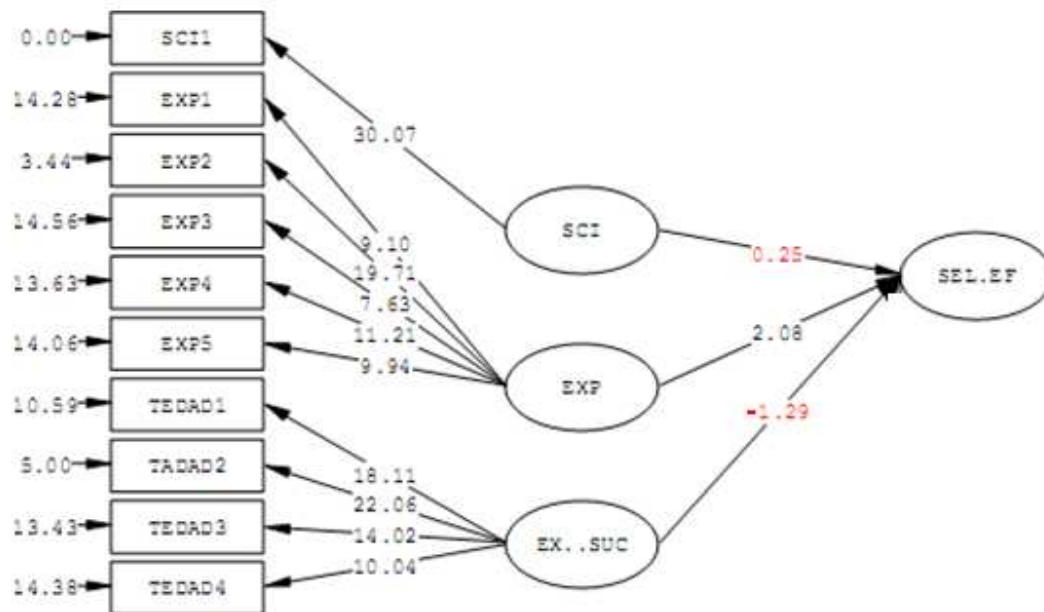 0.00 SCI1
14.28 EXP1
30.07
3.44 EXP2
14.56 EXP3
SCI
9.10
0.25
19.71
SEL.EF
13.63 EXP4
7.63
11.21
2.08
14.06 EXP5
9.94
EXP
10.59 TEDAD1
-1.29
5.00 TADAD2
18.11
22.06
13.43 TEDAD3
14.02
EX..SUC
10.04
14.38 TEDAD4